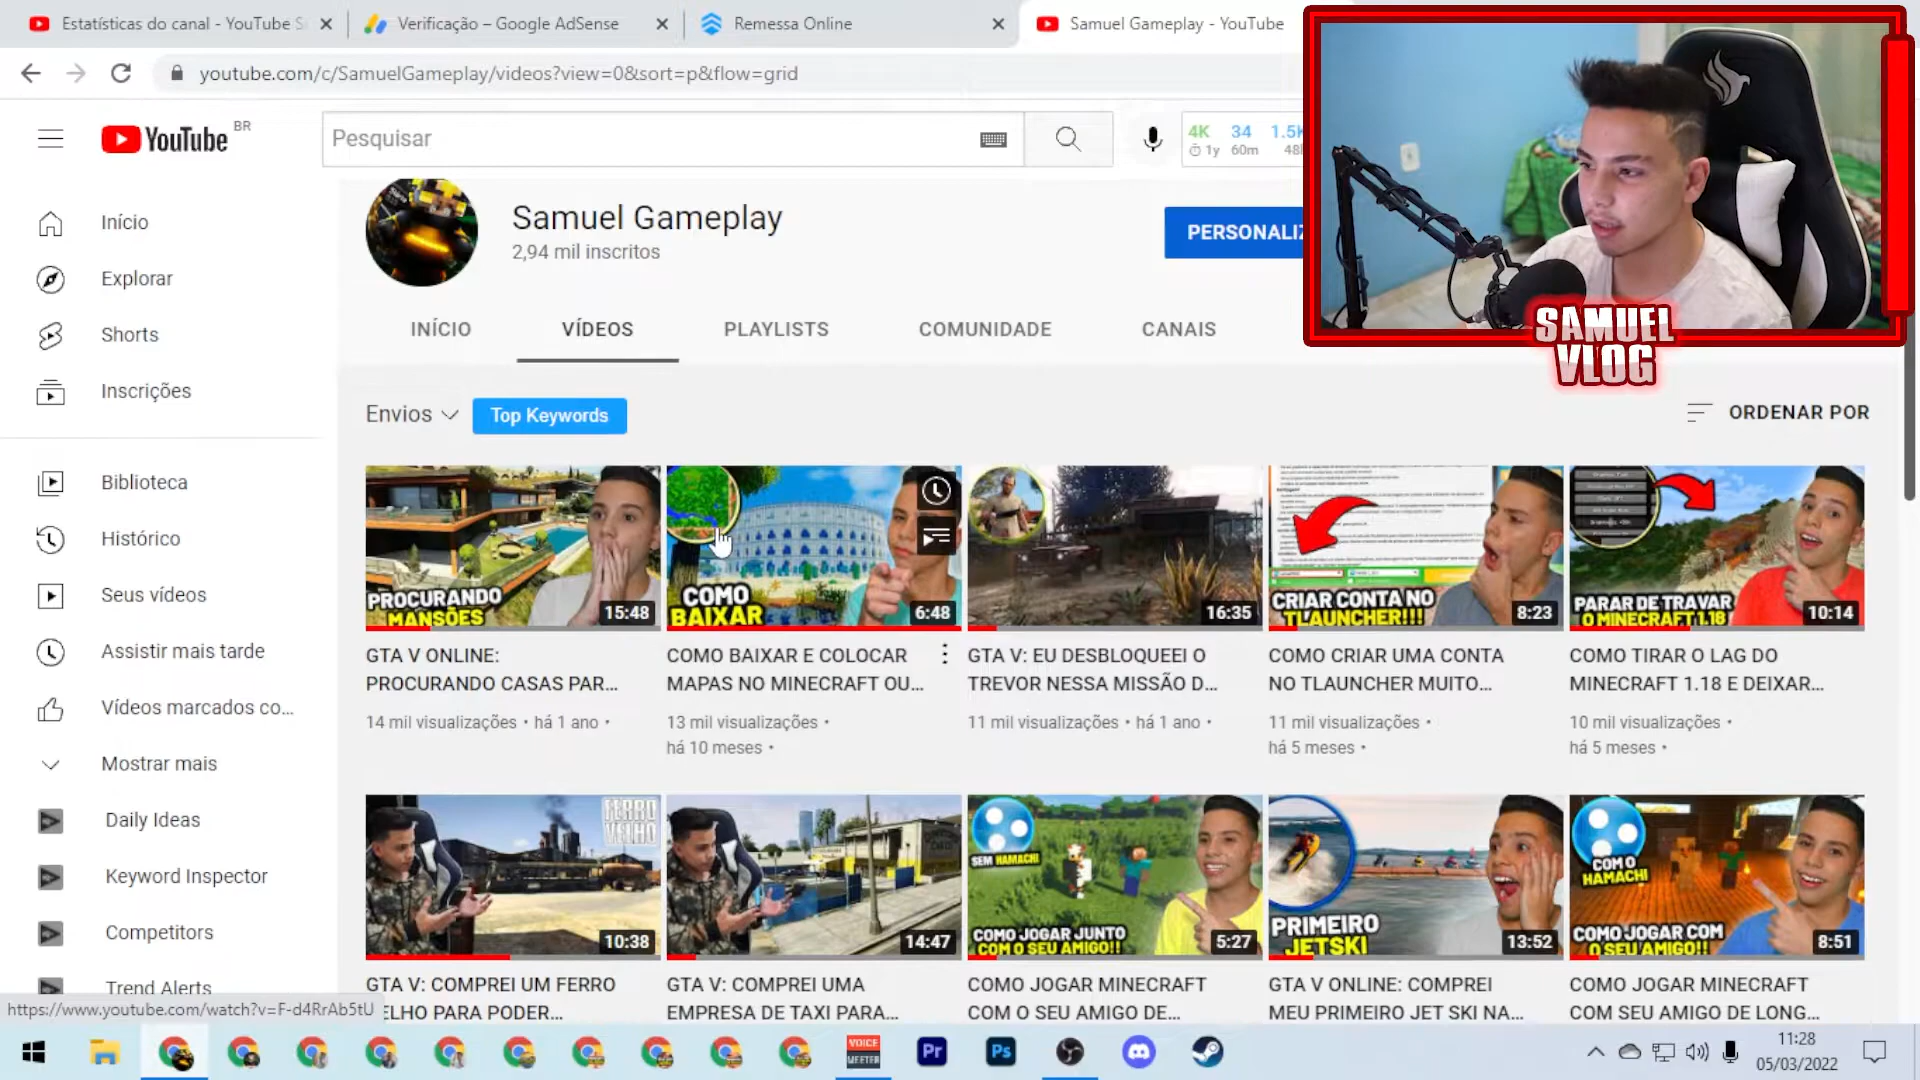 Estatísticas do canal - YouTube S
Verificação – Google AdSense
Remessa Online
Samuel Gameplay - YouTube
youtube.com/c/SamuelGameplay/videos?view=0&sort=p&flow=grid
YouTube BR
Pesquisar
4K 34 1.5K
1y 60m 48h
Início
Explorar
Shorts
Inscrições
Biblioteca
Histórico
Seus vídeos
Assistir mais tarde
Vídeos marcados co...
Mostrar mais
Daily Ideas
Keyword Inspector
Competitors
Trend Alerts
Samuel Gameplay
2,94 mil inscritos
PERSONALIZ
INÍCIO
VÍDEOS
PLAYLISTS
COMUNIDADE
CANAIS
SAMUEL
VLOG
Envios
Top Keywords
ORDENAR POR
PROCURANDO
MANSÕES
15:48
COMO
BAIXAR
6:48
16:35
CRIAR CONTA NO
TLAUNCHER!!!
8:23
PARAR DE TRAVAR
O MINECRAFT 1.18
10:14
GTA V ONLINE:
PROCURANDO CASAS PAR...
14 mil visualizações • há 1 ano •
COMO BAIXAR E COLOCAR
MAPAS NO MINECRAFT OU...
13 mil visualizações •
há 10 meses •
GTA V: EU DESBLOQUEEI O
TREVOR NESSA MISSÃO D...
11 mil visualizações • há 1 ano •
COMO CRIAR UMA CONTA
NO TLAUNCHER MUITO...
11 mil visualizações •
há 5 meses •
COMO TIRAR O LAG DO
MINECRAFT 1.18 E DEIXAR...
10 mil visualizações •
há 5 meses •
FERRO
VELHO
10:38
14:47
SEM HAMACHI
COMO JOGAR JUNTO
COM O SEU AMIGO!!
5:27
PRIMEIRO
JETSKI
13:52
COM O
HAMACHI
COMO JOGAR COM
O SEU AMIGO!!
8:51
GTA V: COMPREI UM FERRO
ELHO PARA PODER...
GTA V: COMPREI UMA
EMPRESA DE TAXI PARA...
COMO JOGAR MINECRAFT
COM O SEU AMIGO DE...
GTA V ONLINE: COMPREI
MEU PRIMEIRO JET SKI NA...
COMO JOGAR MINECRAFT
COM SEU AMIGO DE LONG...
https://www.youtube.com/watch?v=F-d4RrAb5tU
VOICE
MEETER
Pr
Ps
11:28
05/03/2022